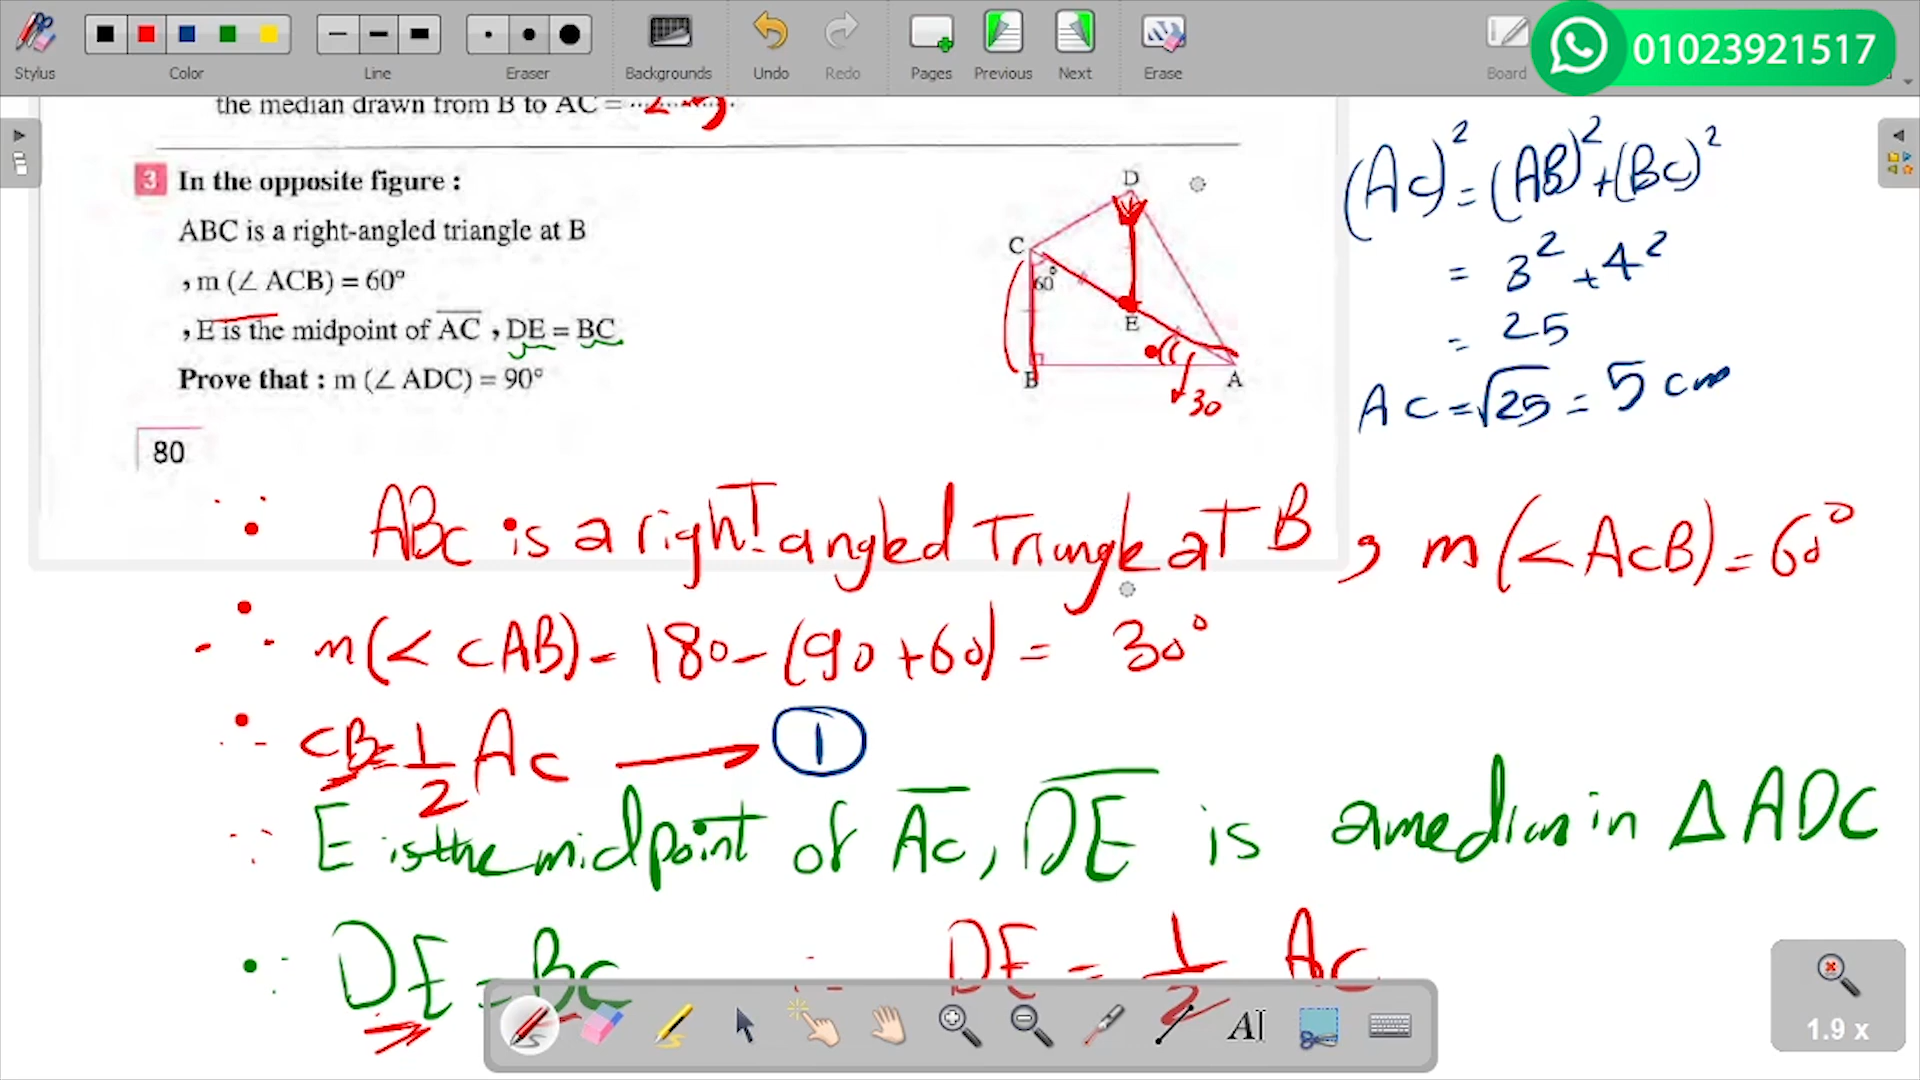 Stylus
Color
Line
Eraser
Backgrounds
Undo
Redo
Pages
Previous
Next
Erase
Board
01023921517
the median drawn from B to AC =
3 In the opposite figure :
ABC is a right-angled triangle at B
, m (∠ ACB) = 60°
, E is the midpoint of AC , DE = BC
Prove that : m (∠ ADC) = 90°
80
D
C
60°
E
B
A
30
(AC)² = (AB)² + (BC)²
= 3² + 4²
= 25
AC = √25 = 5 cm
∵ ABC is a right angled Triangle at B , m (< ACB) = 60°
∴ m (< CAB) = 180 - (90 + 60) = 30°
∴ CB = 1/2 AC → 1
∵ E is the midpoint of AC, DE is a median in Δ ADC
∵ DE = BC ∴ DE = 1/2 AC
AI
1.9 x